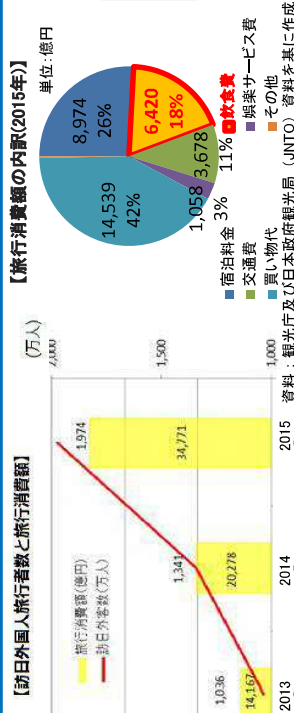 【訪日外国人旅行者数と旅行消費額】
(万人)
旅行消費額(億円)
訪日外客数(万人)
2,000
1,500
1,000
1,036
14,167
1,341
20,278
1,974
34,771
2013
2014
2015
【旅行消費額の内訳(2015年)】
単位:億円
8,974
26%
6,420
18%
3,678
11%
1,058
3%
14,539
42%
宿泊料金
飲食費
交通費
娯楽サービス費
買い物代
その他
資料:観光庁及び日本政府観光局(JNTO)資料を基に作成